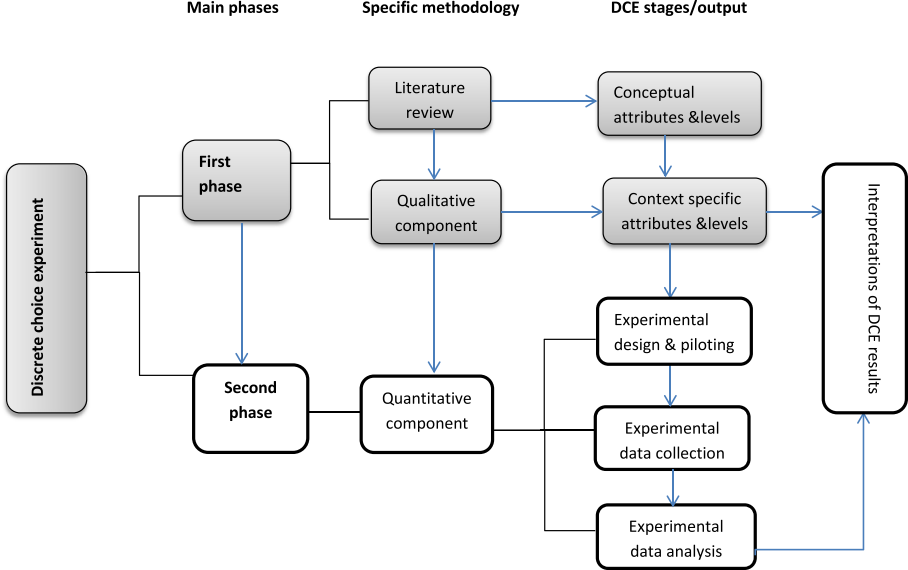 Main phases
Specific methodology
DCE stages/output
Literature
review
Conceptual
attributes &levels
First
phase
Qualitative
component
Context specific
attributes &levels
Discrete choice experiment
Interpretations of DCE results
Experimental
design & piloting
Second
phase
Quantitative
component
Experimental
data collection
Experimental
data analysis